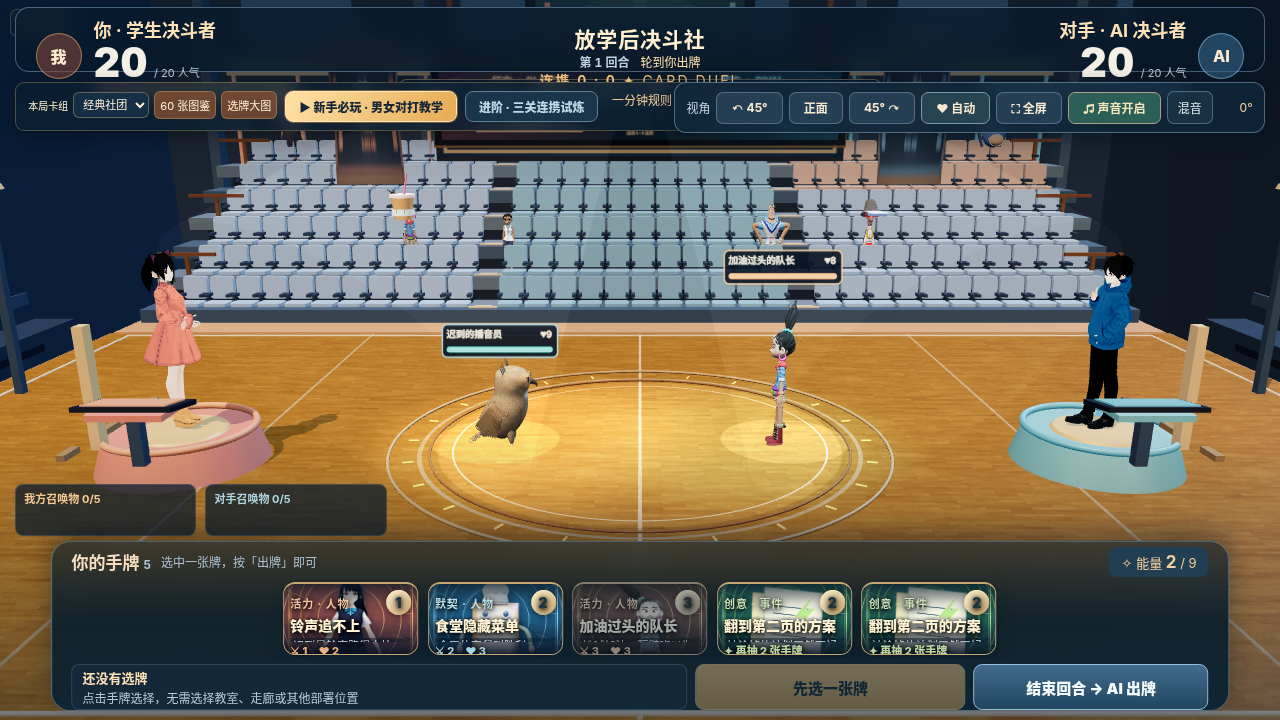 我
你 · 学生决斗者
20 / 20 人气
放学后决斗社
第 1 回合 轮到你出牌
对手 · AI 决斗者
20 / 20 人气
AI
本局卡组 经典社团 60 张图鉴 选牌大图 ▶ 新手必玩 · 男女对打教学 进阶 · 三关连携试炼 一分钟规则
视角 ↶ 45° 正面 45° ↷ ♥ 自动 ⛶ 全屏 ♫ 声音开启 混音 0°
加油过头的队长 ♥8
迟到的播音员 ♥9
我方召唤物 0/5
对手召唤物 0/5
你的手牌 5 选中一张牌，按「出牌」即可
✧ 能量 2 / 9
活力 · 人物 1
铃声追不上
⚔1 ♥2
默契 · 人物 2
食堂隐藏菜单
⚔2 ♥3
活力 · 人物 3
加油过头的队长
⚔3 ♥3
创意 · 事件 2
翻到第二页的方案
✦ 再抽 2 张手牌
创意 · 事件 2
翻到第二页的方案
✦ 再抽 2 张手牌
还没有选牌
点击手牌选择，无需选择教室、走廊或其他部署位置
先选一张牌
结束回合 → AI 出牌